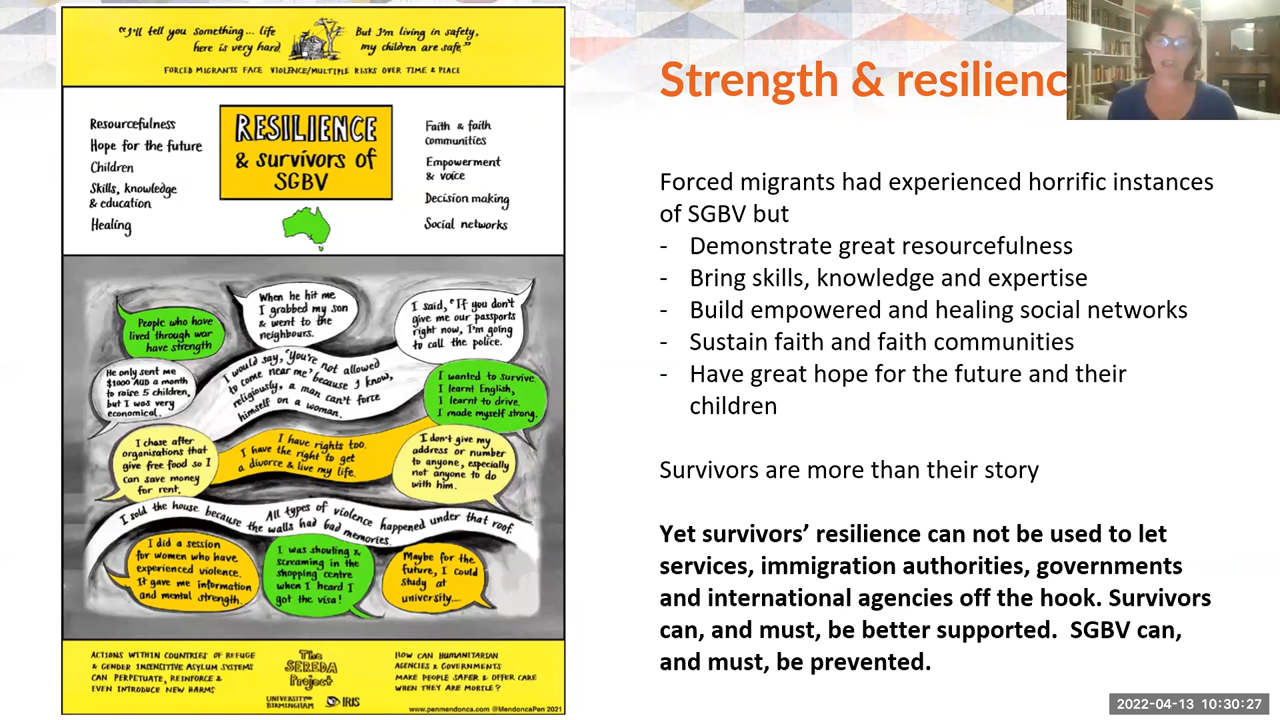 "I'll tell you something... life
here is very hard.
But I'm living in safety,
my children are safe."
FORCED MIGRANTS FACE VIOLENCE/MULTIPLE RISKS OVER TIME & PLACE
Resourcefulness
Hope for the future
Children
Skills, knowledge
& education
Healing
RESILIENCE
& survivors of
SGBV
Faith & faith
communities
Empowerment
& voice
Decision making
Social networks
People who have
lived through war
have strength
When he hit me
I grabbed my son
& went to the
neighbours.
I said, "If you don't
give me our passports
right now, I'm going
to call the police.
He only sent me
$1000 AUD a month
to raise 5 children,
but I was very
economical.
I would say, "You're not allowed
to come near me" because I know,
religiously, a man can't force
himself on a woman.
I wanted to survive.
I learnt English,
I learnt to drive.
I made myself strong.
I chase after
organisations that
give free food so I
can save money
for rent.
I have rights too.
I have the right to get
a divorce & live my life.
I don't give my
address or number
to anyone, especially
not anyone to do
with him.
I sold the house because All types of violence happened under that roof.
the walls had bad memories.
I did a session
for women who have
experienced violence.
It gave me information
and mental strength.
I was shouting &
screaming in the
shopping centre
when I heard I
got the visa!
Maybe for the
future, I could
study at
university....
ACTIONS WITHIN COUNTRIES OF REFUGE
& GENDER INSENSITIVE ASYLUM SYSTEMS
CAN PERPETUATE, REINFORCE &
EVEN INTRODUCE NEW HARMS
The
SEREDA
Project
UNIVERSITY OF
BIRMINGHAM
IRIS
HOW CAN HUMANITARIAN
AGENCIES & GOVERNMENTS
MAKE PEOPLE SAFER & OFFER CARE
WHEN THEY ARE MOBILE?
www.penmendonca.com @MendoncaPen 2021
Strength & resilienc
Forced migrants had experienced horrific instances
of SGBV but
- Demonstrate great resourcefulness
- Bring skills, knowledge and expertise
- Build empowered and healing social networks
- Sustain faith and faith communities
- Have great hope for the future and their
children
Survivors are more than their story
Yet survivors' resilience can not be used to let
services, immigration authorities, governments
and international agencies off the hook. Survivors
can, and must, be better supported. SGBV can,
and must, be prevented.
2022-04-13 10:30:27